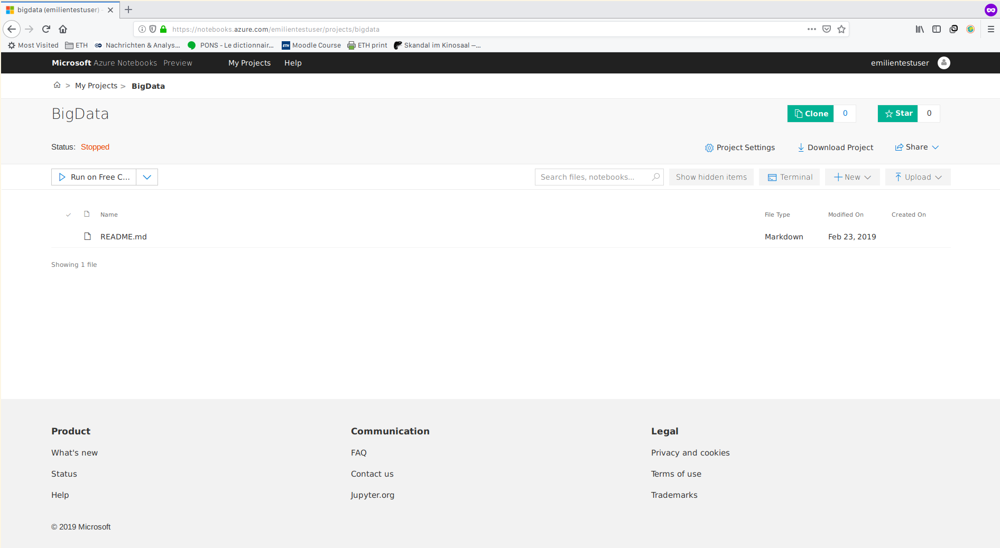 bigdata (emilientestuser) -
https://notebooks.azure.com/emilientestuser/projects/bigdata
Most Visited ETH Nachrichten & Analys... PONS - Le dictionnair... ETH Moodle Course ETH print Skandal im Kinosaal —...
Microsoft Azure Notebooks Preview My Projects Help emilientestuser
> My Projects > BigData
BigData Clone 0 Star 0
Status: Stopped Project Settings Download Project Share
Run on Free C... Search files, notebooks... Show hidden items Terminal New Upload
Name File Type Modified On Created On
README.md Markdown Feb 23, 2019
Showing 1 file
Product Communication Legal
What's new FAQ Privacy and cookies
Status Contact us Terms of use
Help Jupyter.org Trademarks
© 2019 Microsoft